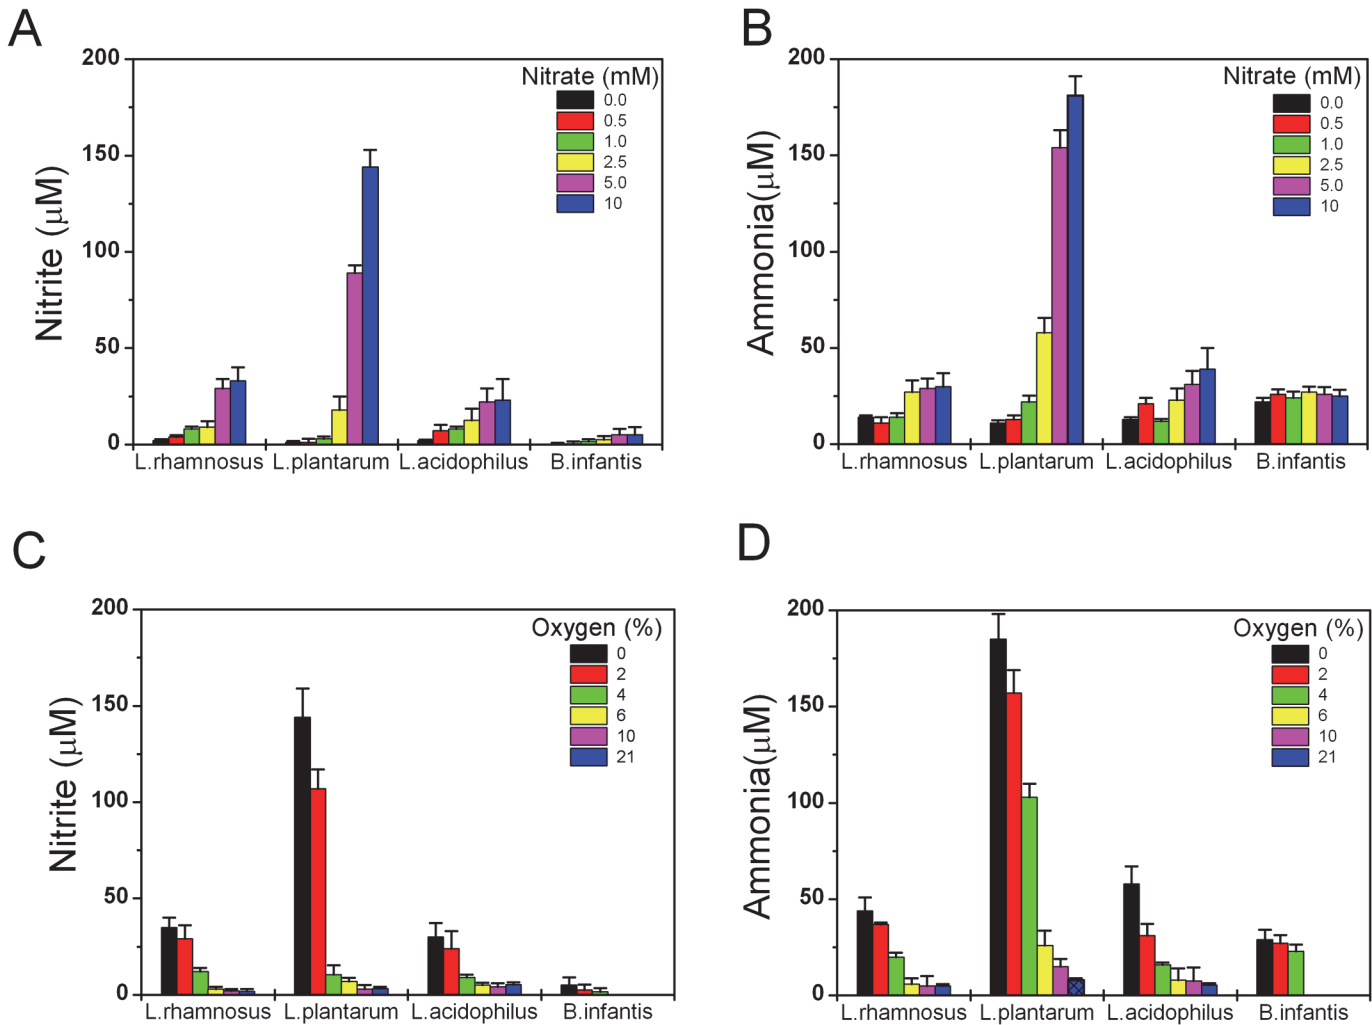 A
Nitrite (μM)
200
150
100
50
0
Nitrate (mM)
0.0
0.5
1.0
2.5
5.0
10
L.rhamnosus L.plantarum L.acidophilus B.infantis
B
Ammonia(μM)
200
150
100
50
0
Nitrate (mM)
0.0
0.5
1.0
2.5
5.0
10
L.rhamnosus L.plantarum L.acidophilus B.infantis
C
Nitrite (μM)
200
150
100
50
0
Oxygen (%)
0
2
4
6
10
21
L.rhamnosus L.plantarum L.acidophilus B.infantis
D
Ammonia(μM)
200
150
100
50
0
Oxygen (%)
0
2
4
6
10
21
L.rhamnosus L.plantarum L.acidophilus B.infantis